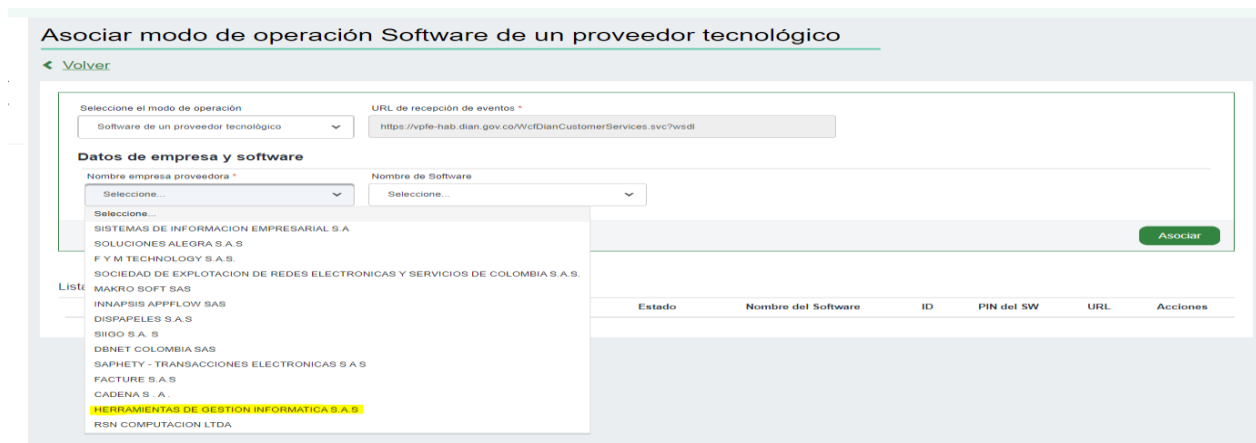 Asociar modo de operación Software de un proveedor tecnológico
Volver
Seleccione el modo de operación URL de recepción de eventos *
Software de un proveedor tecnológico https://vpfe-hab.dian.gov.co/WcfDianCustomerServices.svc?wsdl
Datos de empresa y software
Nombre empresa proveedora * Nombre de Software
Seleccione... Seleccione...
Seleccione...
SISTEMAS DE INFORMACION EMPRESARIAL S.A
SOLUCIONES ALEGRA S.A.S
Asociar
F Y M TECHNOLOGY S.A.S.
SOCIEDAD DE EXPLOTACION DE REDES ELECTRONICAS Y SERVICIOS DE COLOMBIA S.A.S.
Lista
MAKRO SOFT SAS
INNAPSIS APPFLOW SAS
Estado Nombre del Software ID PIN del SW URL Acciones
DISPAPELES S.A.S
SIIGO S.A. S
DBNET COLOMBIA SAS
SAPHETY - TRANSACCIONES ELECTRONICAS S A S
FACTURE S.A.S
CADENA S . A .
HERRAMIENTAS DE GESTION INFORMATICA S.A.S
RSN COMPUTACION LTDA